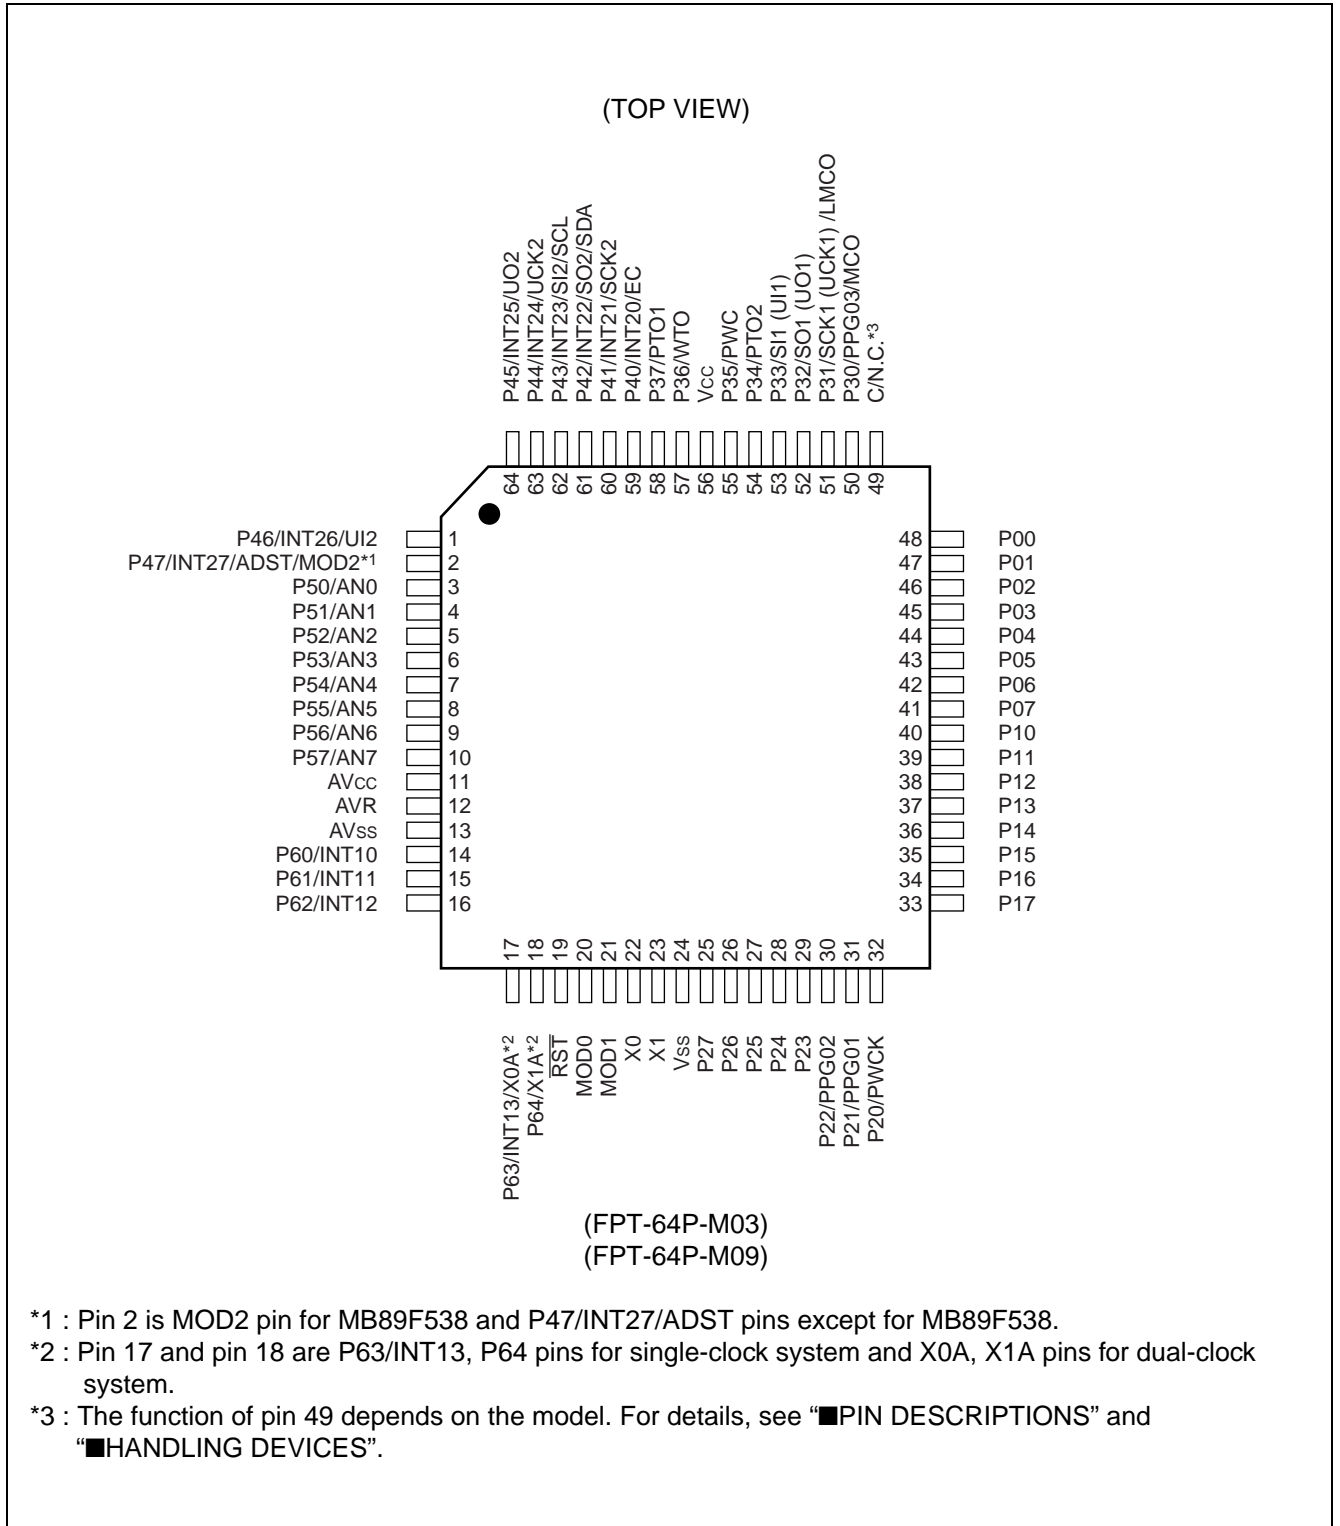 (TOP VIEW)
P45/INT25/UO2
P44/INT24/UCK2
P43/INT23/SI2/SCL
P42/INT22/SO2/SDA
P41/INT21/SCK2
P40/INT20/EC
P37/PTO1
P36/WTO
Vcc
P35/PWC
P34/PTO2
P33/SI1 (UI1)
P32/SO1 (UO1)
P31/SCK1 (UCK1) /LMCO
P30/PPG03/MCO
C/N.C.*3
64 63 62 61 60 59 58 57 56 55 54 53 52 51 50 49
P46/INT26/UI2 1 48 P00
P47/INT27/ADST/MOD2*1 2 47 P01
P50/AN0 3 46 P02
P51/AN1 4 45 P03
P52/AN2 5 44 P04
P53/AN3 6 43 P05
P54/AN4 7 42 P06
P55/AN5 8 41 P07
P56/AN6 9 40 P10
P57/AN7 10 39 P11
AVcc 11 38 P12
AVR 12 37 P13
AVss 13 36 P14
P60/INT10 14 35 P15
P61/INT11 15 34 P16
P62/INT12 16 33 P17
17 18 19 20 21 22 23 24 25 26 27 28 29 30 31 32
P63/INT13/X0A*2
P64/X1A*2
RST
MOD0
MOD1
X0
X1
Vss
P27
P26
P25
P24
P23
P22/PPG02
P21/PPG01
P20/PWCK
(FPT-64P-M03)
(FPT-64P-M09)
*1 : Pin 2 is MOD2 pin for MB89F538 and P47/INT27/ADST pins except for MB89F538.
*2 : Pin 17 and pin 18 are P63/INT13, P64 pins for single-clock system and X0A, X1A pins for dual-clock
system.
*3 : The function of pin 49 depends on the model. For details, see “■PIN DESCRIPTIONS” and
“■HANDLING DEVICES”.